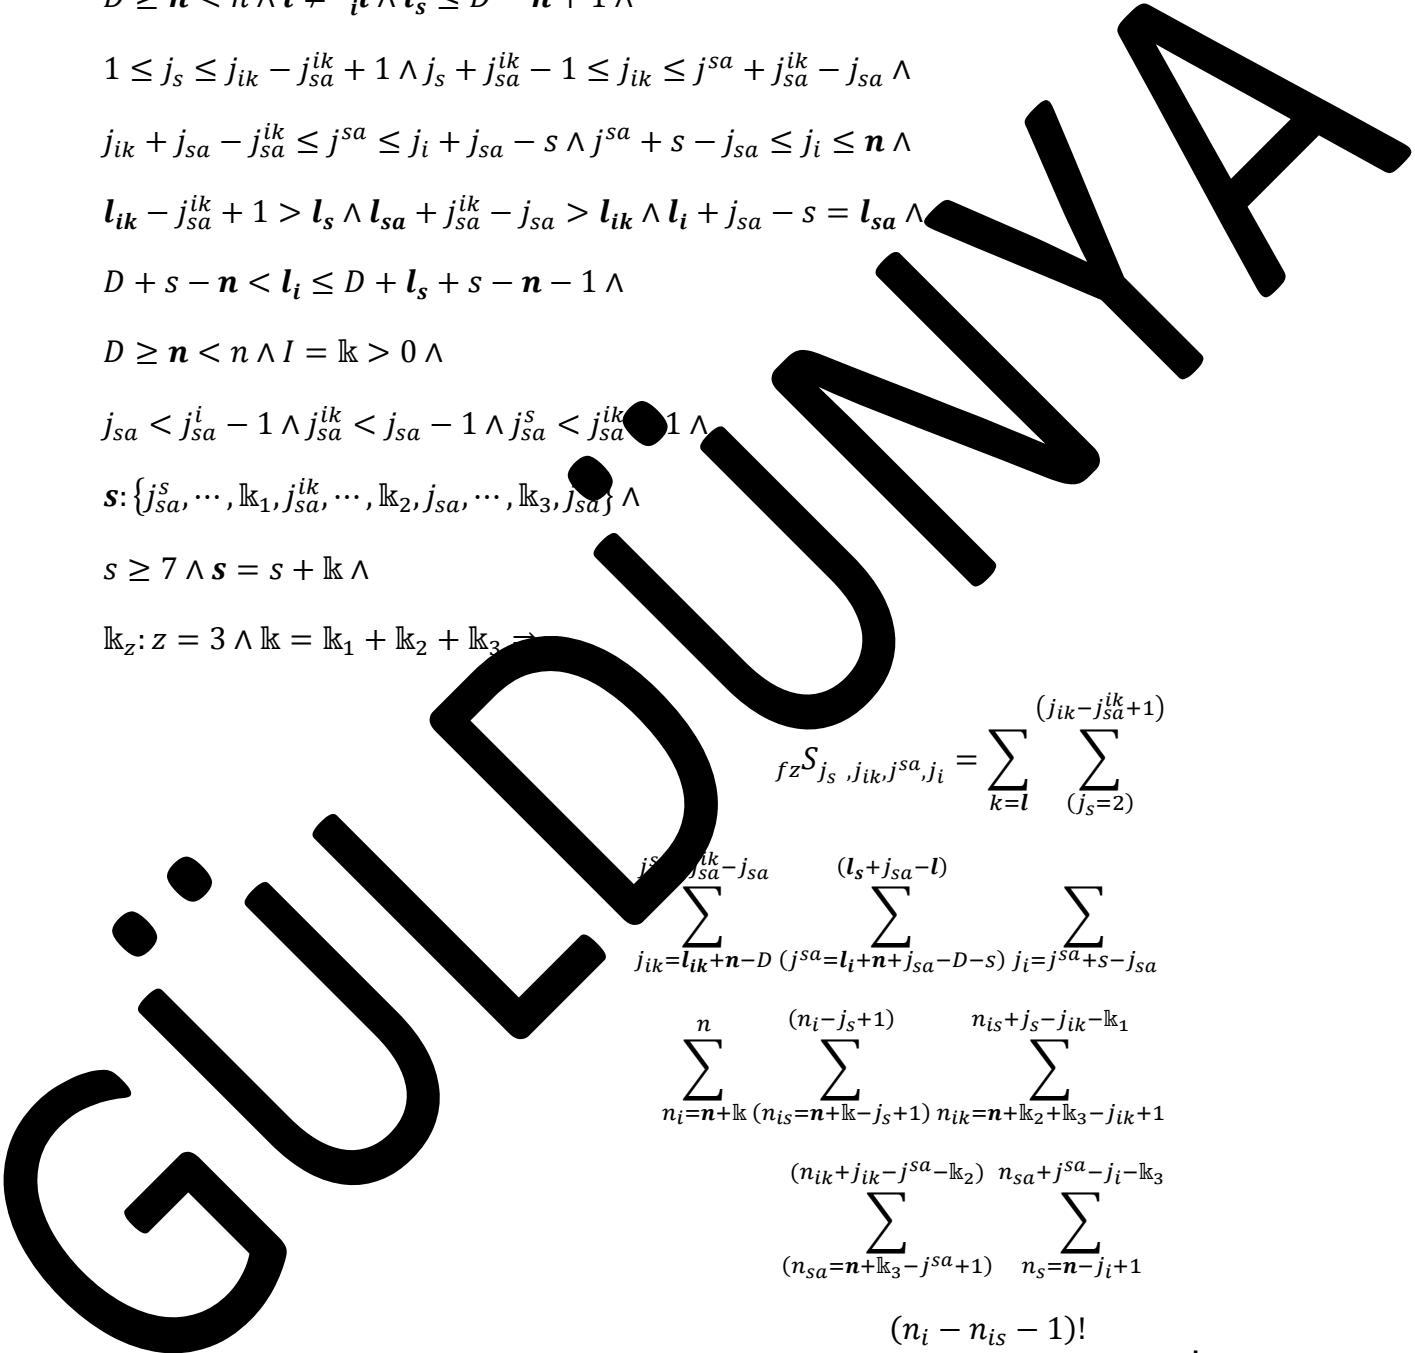 1 ≤ j_s ≤ j_{ik} − j_{sa}^{ik} + 1 ∧ j_s + j_{sa}^{ik} − 1 ≤ j_{ik} ≤ j^{sa} + j_{sa}^{ik} − j_{sa} ∧
j_{ik} + j_{sa} − j_{sa}^{ik} ≤ j^{sa} ≤ j_i + j_{sa} − s ∧ j^{sa} + s − j_{sa} ≤ j_i ≤ n ∧
l_{ik} − j_{sa}^{ik} + 1 > l_s ∧ l_{sa} + j_{sa}^{ik} − j_{sa} > l_{ik} ∧ l_i + j_{sa} − s = l_{sa} ∧
D + s − n < l_i ≤ D + l_s + s − n − 1 ∧
D ≥ n < n ∧ I = 𝕜 > 0 ∧
j_{sa} < j_{sa}^{i} − 1 ∧ j_{sa}^{ik} < j_{sa} − 1 ∧ j_{sa}^{s} < j_{sa}^{ik} 1 ∧
s: {j_{sa}^{s}, ⋯ , 𝕜_1, j_{sa}^{ik}, ⋯ , 𝕜_2, j_{sa}, ⋯ , 𝕜_3, j_{sa}} ∧
s ≥ 7 ∧ s = s + 𝕜 ∧
𝕜_z: z = 3 ∧ 𝕜 = 𝕜_1 + 𝕜_2 + 𝕜_3 ⇒
(j_{ik}−j_{sa}^{ik}+1)
_{fz}S_{j_s ,j_{ik},j^{sa},j_i} = ∑ ∑
k=l (j_s=2)
j_{sa}^{ik}−j_{sa} (l_s+j_{sa}−l)
∑ ∑ ∑
j_{ik}=l_{ik}+n−D (j^{sa}=l_i+n+j_{sa}−D−s) j_i=j^{sa}+s−j_{sa}
n (n_i−j_s+1) n_{is}+j_s−j_{ik}−𝕜_1
∑ ∑ ∑
n_i=n+𝕜 (n_{is}=n+𝕜−j_s+1) n_{ik}=n+𝕜_2+𝕜_3−j_{ik}+1
(n_{ik}+j_{ik}−j^{sa}−𝕜_2) n_{sa}+j^{sa}−j_i−𝕜_3
∑ ∑
(n_{sa}=n+𝕜_3−j^{sa}+1) n_s=n−j_i+1
(n_i − n_{is} − 1)!
GÜLDÜNYA